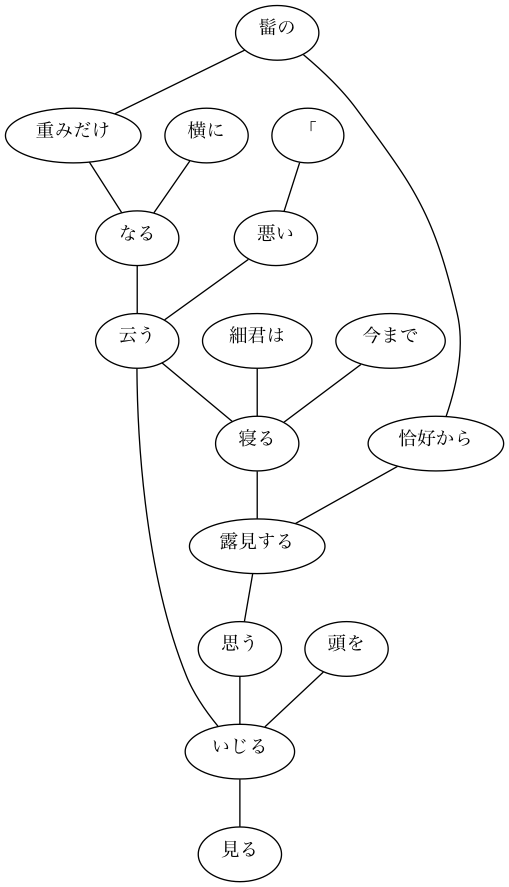 髷の
重みだけ
横に
「
なる
悪い
云う
細君は
今まで
寝る
恰好から
露見する
思う
頭を
いじる
見る